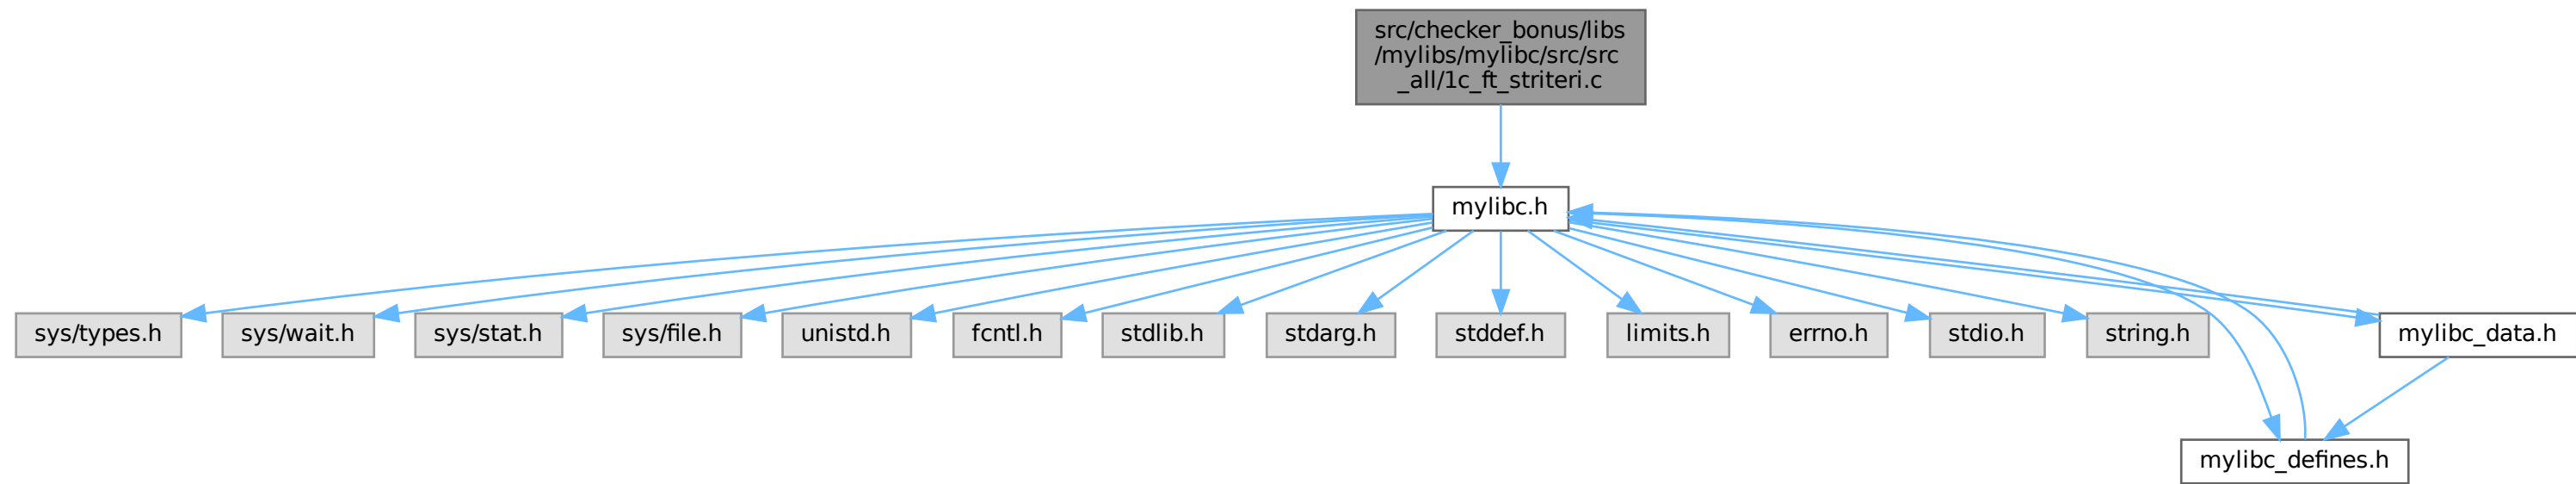 src/checker_bonus/libs
/mylibs/mylibc/src/src
_all/1c_ft_striteri.c
mylibc.h
sys/types.h
sys/wait.h
sys/stat.h
sys/file.h
unistd.h
fcntl.h
stdlib.h
stdarg.h
stddef.h
limits.h
errno.h
stdio.h
string.h
mylibc_data.h
mylibc_defines.h